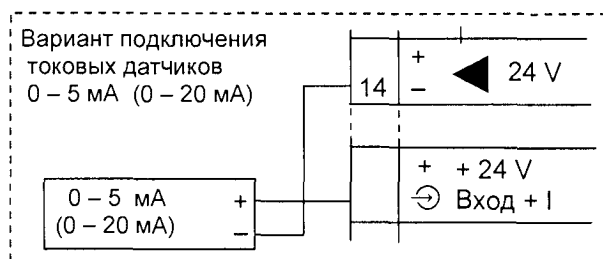 Вариант подключения
токовых датчиков
0 – 5 мА (0 – 20 мА)
14
+
–
24 V
0 – 5 мА +
(0 – 20 мА) –
+ + 24 V
Вход + I